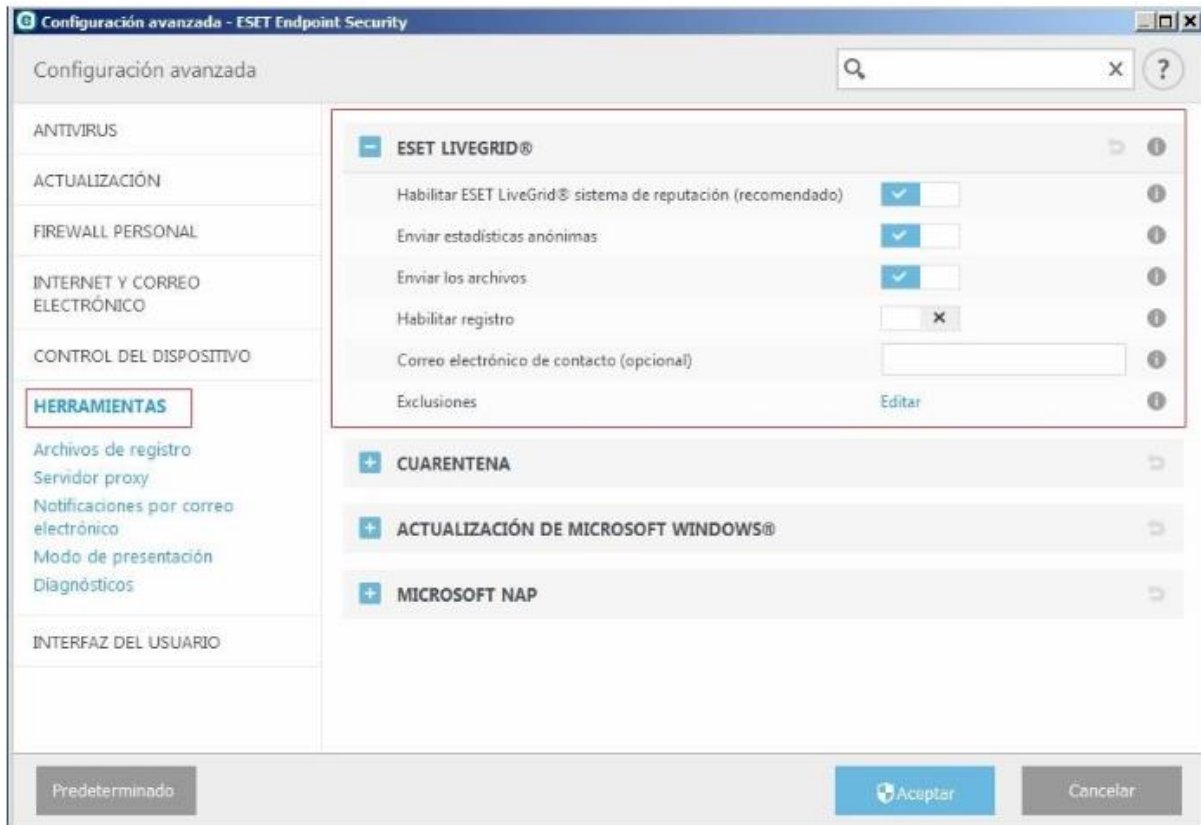 Configuración avanzada - ESET Endpoint Security
Configuración avanzada
?
ANTIVIRUS
ACTUALIZACIÓN
FIREWALL PERSONAL
INTERNET Y CORREO
ELECTRÓNICO
CONTROL DEL DISPOSITIVO
HERRAMIENTAS
Archivos de registro
Servidor proxy
Notificaciones por correo
electrónico
Modo de presentación
Diagnósticos
INTERFAZ DEL USUARIO
ESET LIVEGRID®
Habilitar ESET LiveGrid® sistema de reputación (recomendado)
Enviar estadísticas anónimas
Enviar los archivos
Habilitar registro
Correo electrónico de contacto (opcional)
Exclusiones Editar
CUARENTENA
ACTUALIZACIÓN DE MICROSOFT WINDOWS®
MICROSOFT NAP
Predeterminado Aceptar Cancelar